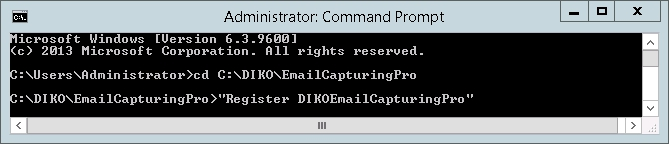 Administrator: Command Prompt
Microsoft Windows [Version 6.3.9600]
(c) 2013 Microsoft Corporation. All rights reserved.
C:\Users\Administrator>cd C:\DIKO\EmailCapturingPro
C:\DIKO\EmailCapturingPro>"Register DIKOEmailCapturingPro"